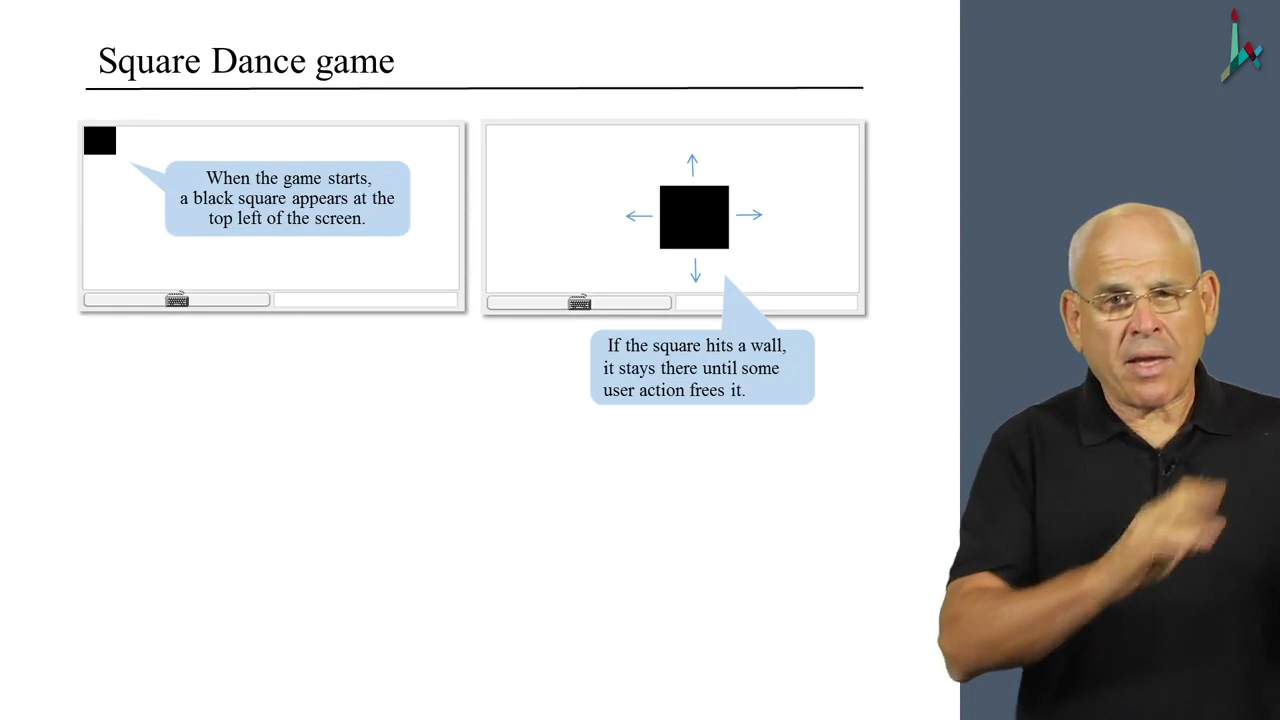 Square Dance game
When the game starts,
a black square appears at the
top left of the screen.
If the square hits a wall,
it stays there until some
user action frees it.